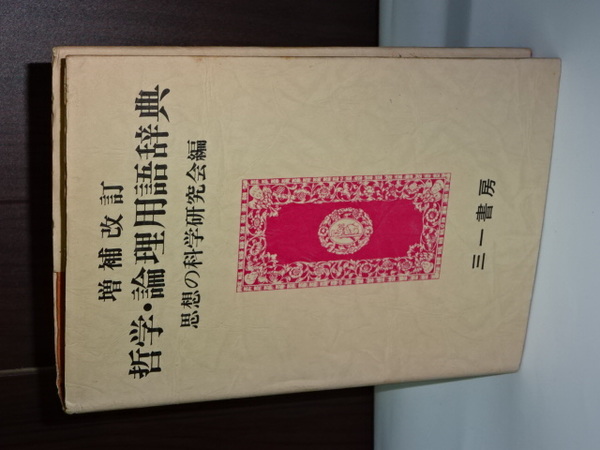 増補改訂
哲学・論理用語辞典
思想の科学研究会編
三一書房